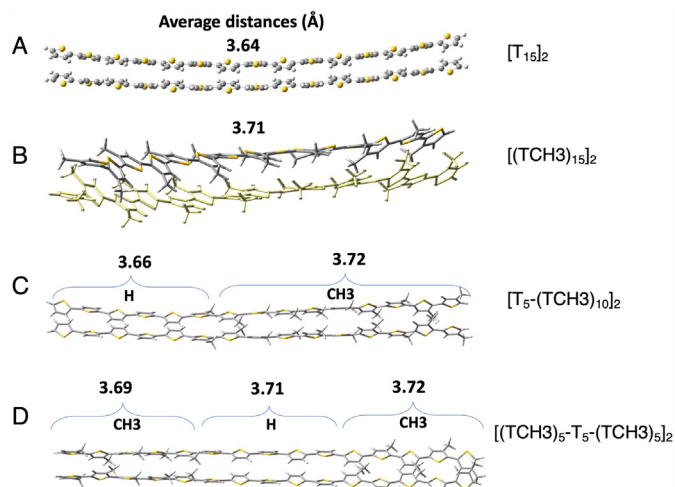 Average distances (Å)
A
3.64
[T₁₅]₂
3.71
B
[(TCH3)₁₅]₂
3.66
3.72
C
H
CH3
[T₅-(TCH3)₁₀]₂
3.69
3.71
3.72
D
CH3
H
CH3
[(TCH3)₅-T₅-(TCH3)₅]₂